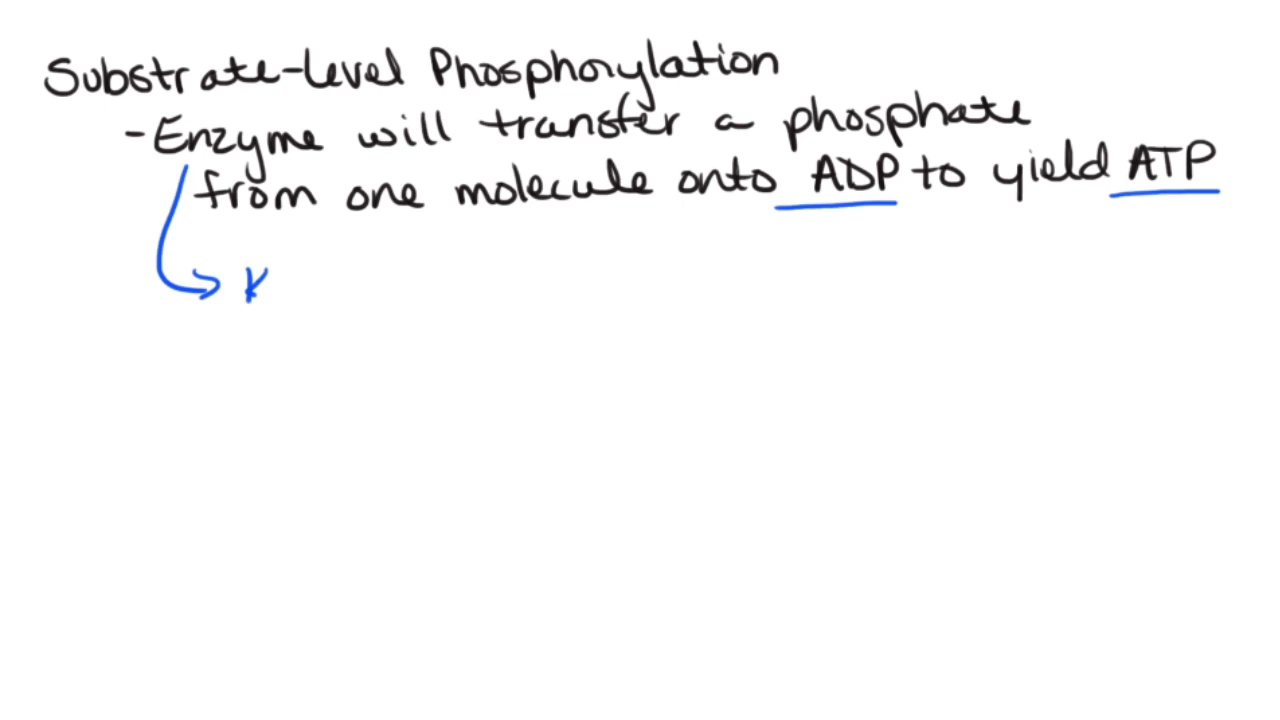 Substrate-level Phosphorylation
- Enzyme will transfer a phosphate
from one molecule onto ADP to yield ATP
K